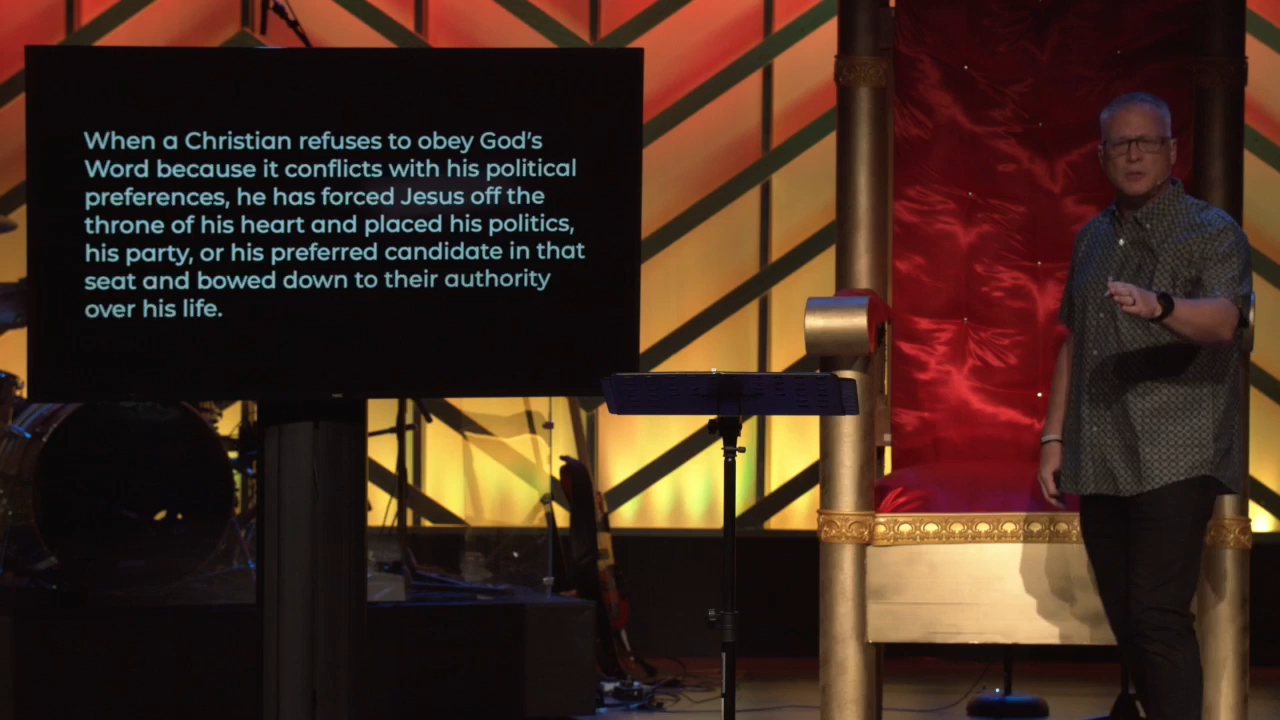 When a Christian refuses to obey God's
Word because it conflicts with his political
preferences, he has forced Jesus off the
throne of his heart and placed his politics,
his party, or his preferred candidate in that
seat and bowed down to their authority
over his life.